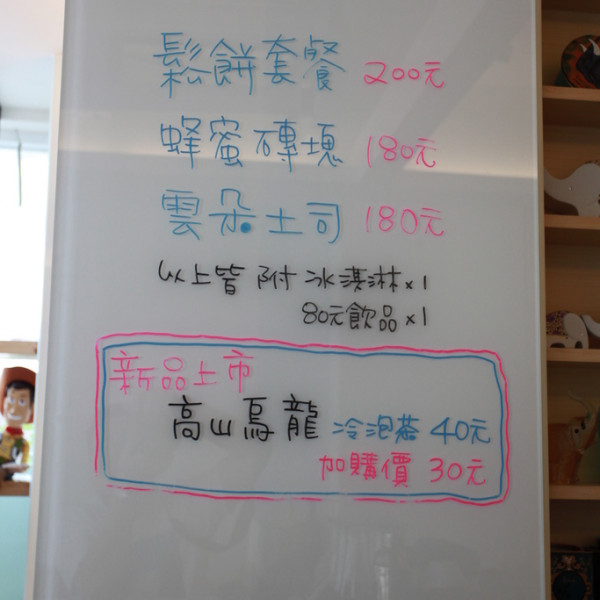 鬆餅套餐 200元
蜂蜜磚塊 180元
雲朵土司 180元
以上皆附冰淇淋×1
80元飲品×1
新品上市
高山烏龍 冷泡茶 40元
加購價 30元